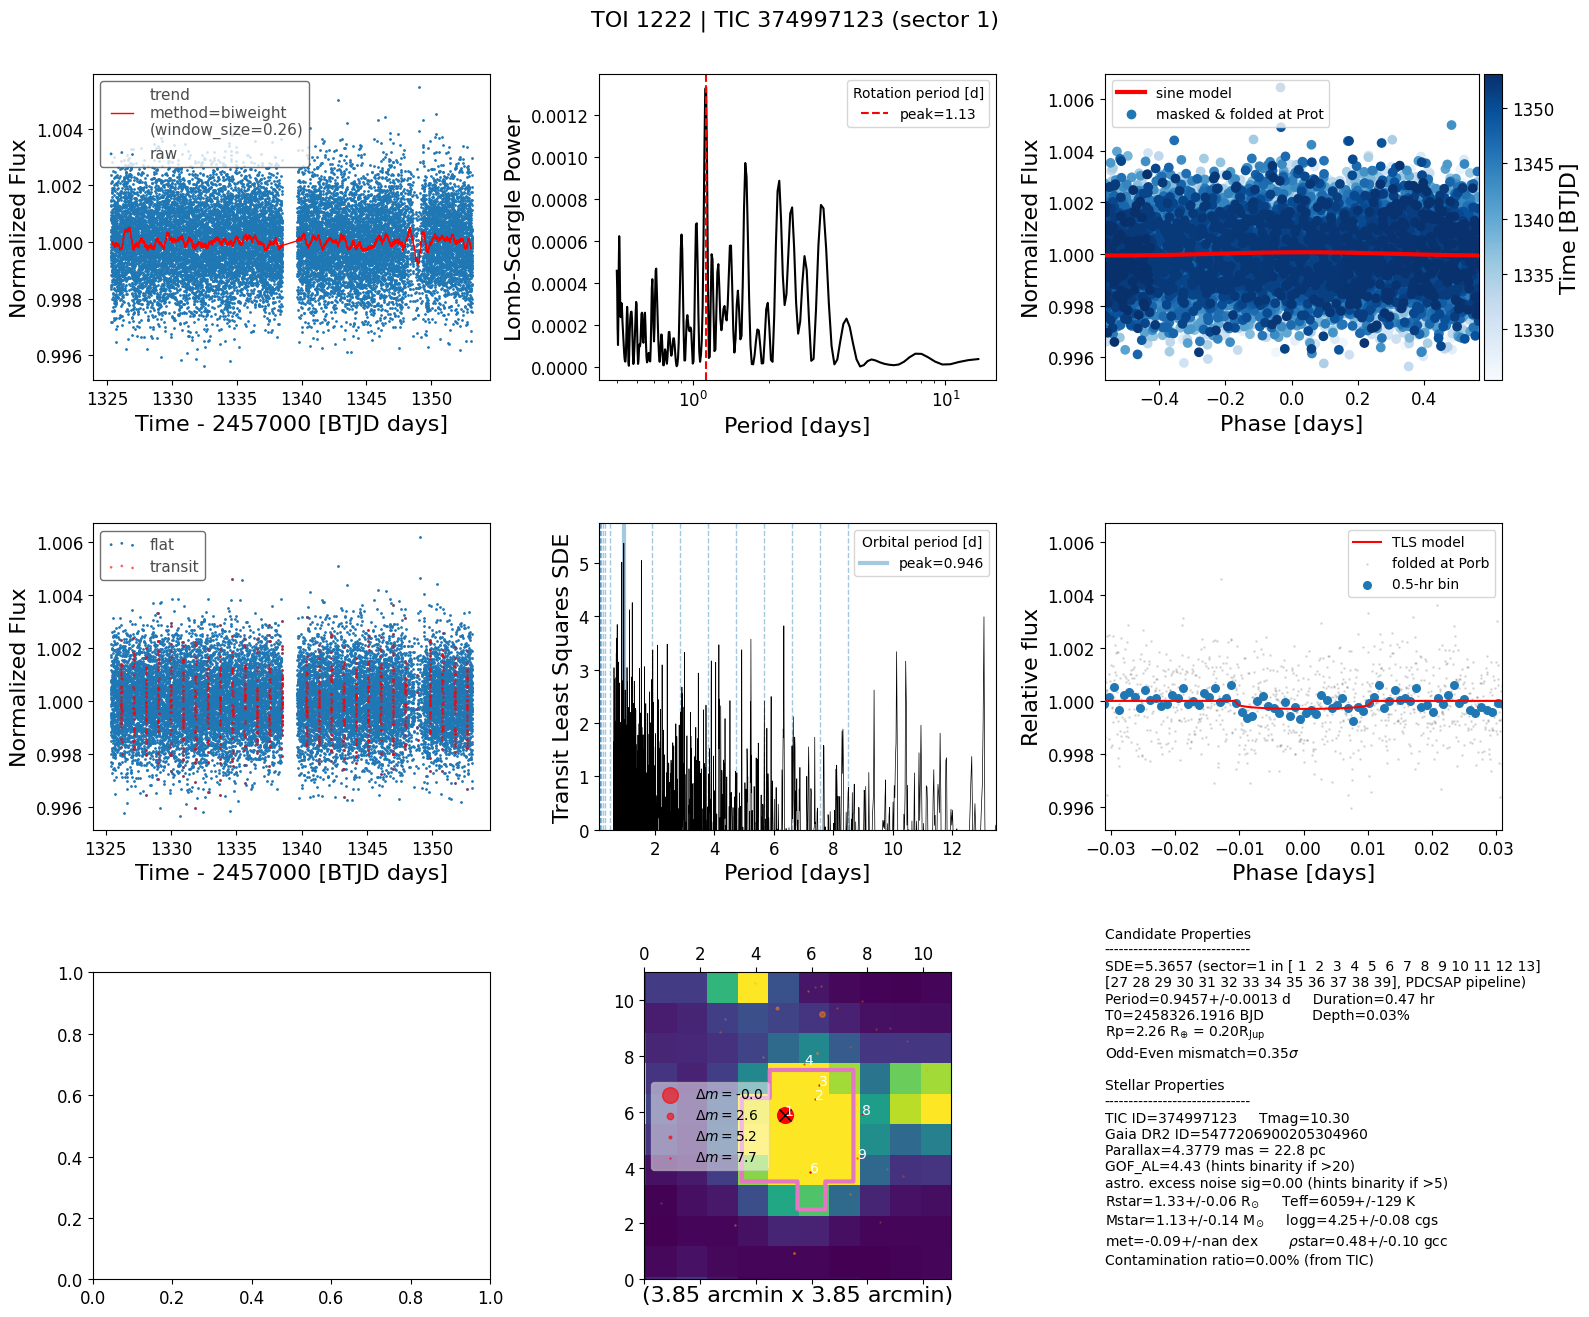 TOI 1222 | TIC 374997123 (sector 1)
Normalized Flux
1.004
1.002
1.000
0.998
0.996
trend
method=biweight
(window_size=0.26)
raw
1325 1330 1335 1340 1345 1350
Time - 2457000 [BTJD days]
Lomb-Scargle Power
0.0012
0.0010
0.0008
0.0006
0.0004
0.0002
0.0000
Rotation period [d]
peak=1.13
10⁰ 10¹
Period [days]
Normalized Flux
1.006
1.004
1.002
1.000
0.998
0.996
sine model
masked & folded at Prot
−0.4 −0.2 0.0 0.2 0.4
Phase [days]
1350
1345
1340
1335
1330
Time [BTJD]
Normalized Flux
1.006
1.004
1.002
1.000
0.998
0.996
flat
transit
1325 1330 1335 1340 1345 1350
Time - 2457000 [BTJD days]
Transit Least Squares SDE
5
4
3
2
1
0
Orbital period [d]
peak=0.946
2 4 6 8 10 12
Period [days]
Relative flux
1.006
1.004
1.002
1.000
0.998
0.996
TLS model
folded at Porb
0.5-hr bin
−0.03 −0.02 −0.01 0.00 0.01 0.02 0.03
Phase [days]
1.0
0.8
0.6
0.4
0.2
0.0
0.0 0.2 0.4 0.6 0.8 1.0
0 2 4 6 8 10
10
8
6
4
2
0
Δm = -0.0
Δm = 2.6
Δm = 5.2
Δm = 7.7
4
3
2
1
8
9
6
(3.85 arcmin x 3.85 arcmin)
Candidate Properties
------------------------------
SDE=5.3657 (sector=1 in [ 1 2 3 4 5 6 7 8 9 10 11 12 13]
[27 28 29 30 31 32 33 34 35 36 37 38 39], PDCSAP pipeline)
Period=0.9457+/-0.0013 d Duration=0.47 hr
T0=2458326.1916 BJD Depth=0.03%
Rp=2.26 R⊕ = 0.20RJup
Odd-Even mismatch=0.35σ
Stellar Properties
------------------------------
TIC ID=374997123 Tmag=10.30
Gaia DR2 ID=5477206900205304960
Parallax=4.3779 mas = 22.8 pc
GOF_AL=4.43 (hints binarity if >20)
astro. excess noise sig=0.00 (hints binarity if >5)
Rstar=1.33+/-0.06 R⊙ Teff=6059+/-129 K
Mstar=1.13+/-0.14 M⊙ logg=4.25+/-0.08 cgs
met=-0.09+/-nan dex ρstar=0.48+/-0.10 gcc
Contamination ratio=0.00% (from TIC)